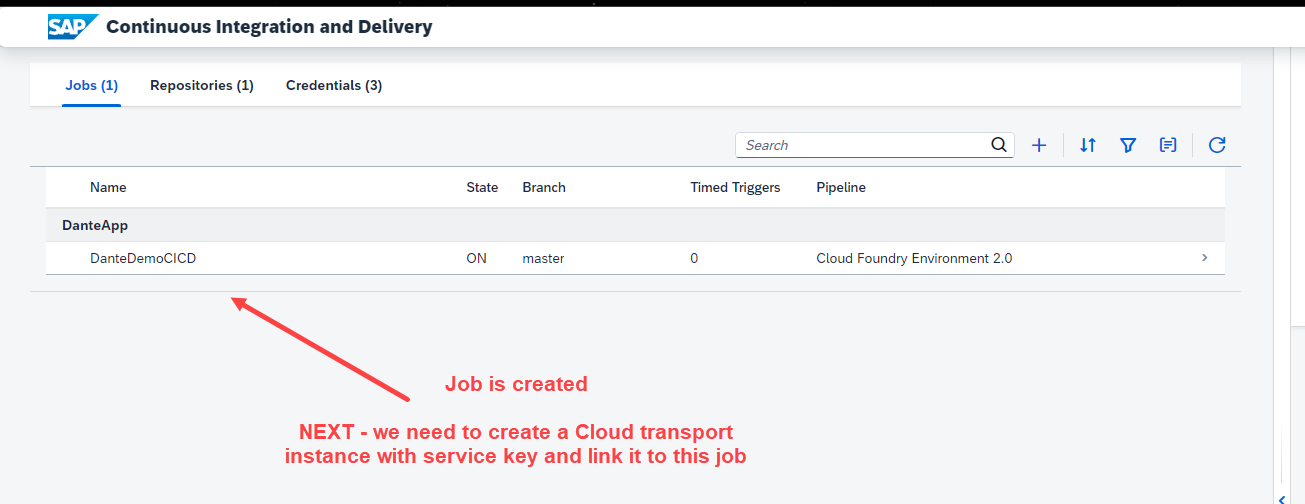 SAP Continuous Integration and Delivery
Jobs (1) Repositories (1) Credentials (3)
Search
Name State Branch Timed Triggers Pipeline
DanteApp
DanteDemoCICD ON master 0 Cloud Foundry Environment 2.0
Job is created
NEXT - we need to create a Cloud transport
instance with service key and link it to this job